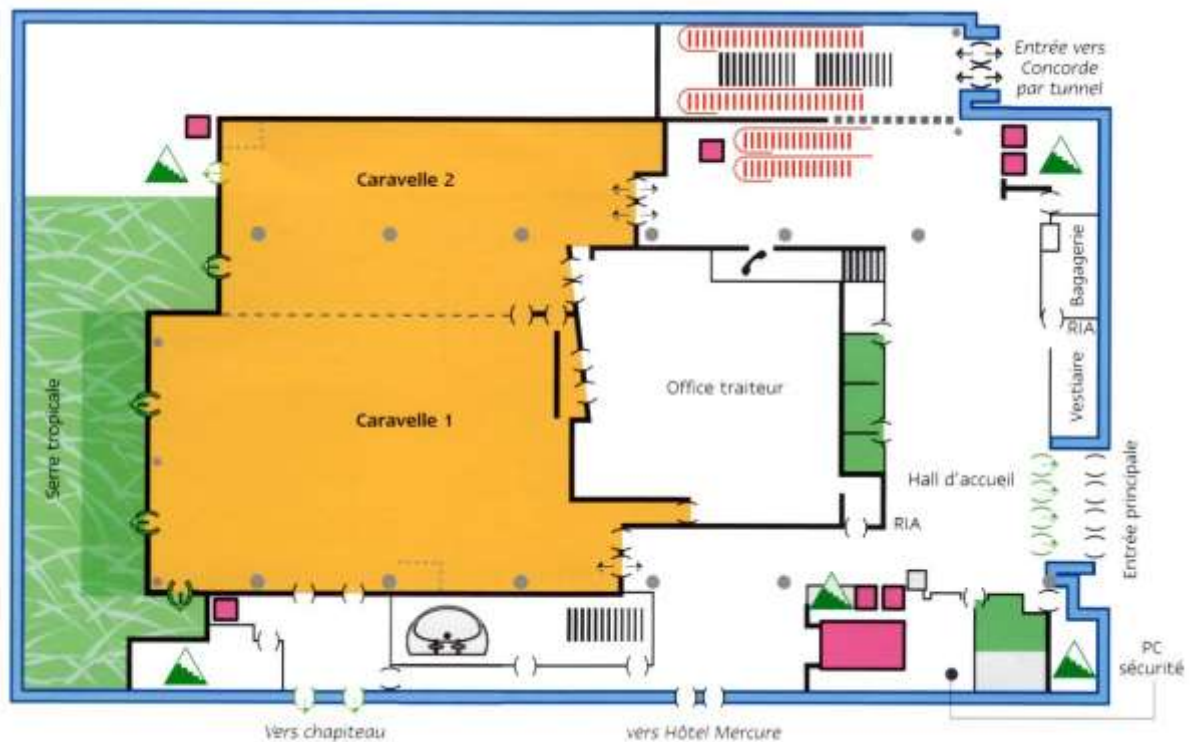 Entrée vers
Concorde
par tunnel
Caravelle 2
Bagagerie
RIA
Vestiaire
Office traiteur
Serre tropicale
Caravelle 1
Hall d'accueil
Entrée principale
RIA
PC
sécurité
Vers chapiteau
vers Hôtel Mercure